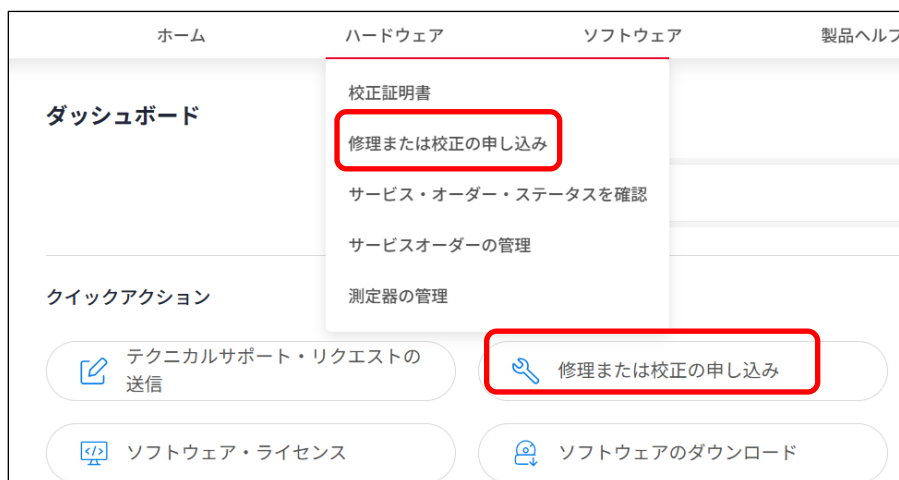 ホーム ハードウェア ソフトウェア 製品ヘルプ
ダッシュボード
校正証明書
修理または校正の申し込み
サービス・オーダー・ステータスを確認
サービスオーダーの管理
測定器の管理
クイックアクション
テクニカルサポート・リクエストの
送信
修理または校正の申し込み
ソフトウェア・ライセンス
ソフトウェアのダウンロード